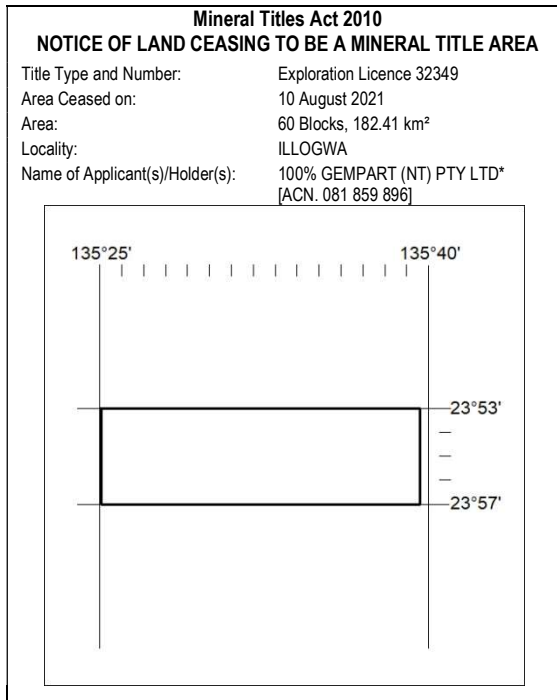 Mineral Titles Act 2010
NOTICE OF LAND CEASING TO BE A MINERAL TITLE AREA
Title Type and Number: Exploration Licence 32349
Area Ceased on: 10 August 2021
Area: 60 Blocks, 182.41 km²
Locality: ILLOGWA
Name of Applicant(s)/Holder(s): 100% GEMPART (NT) PTY LTD*
[ACN. 081 859 896]
135°25' 135°40'
23°53'
23°57'